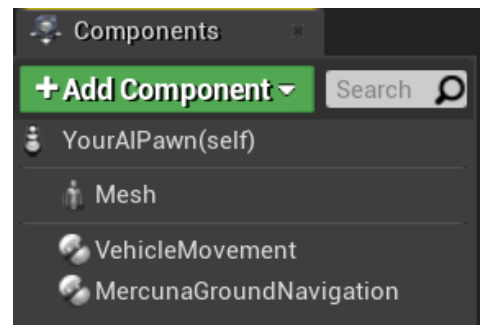 Components
+ Add Component
Search
YourAIPawn(self)
Mesh
VehicleMovement
MercunaGroundNavigation